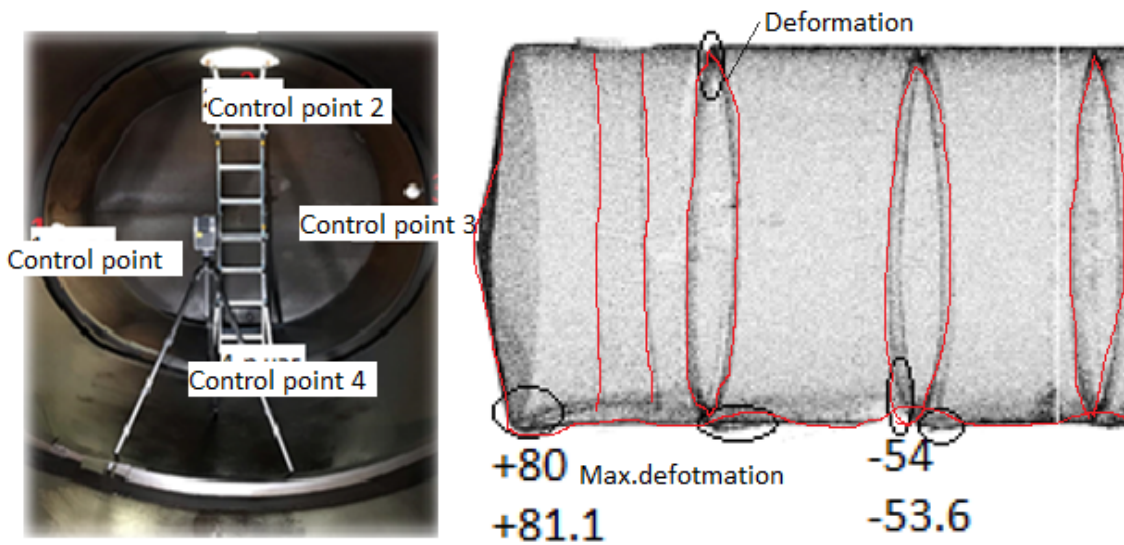 Control point 2
Control point 3
Control point
Control point 4
Deformation
+80
Max.defotmation
-54
+81.1
-53.6